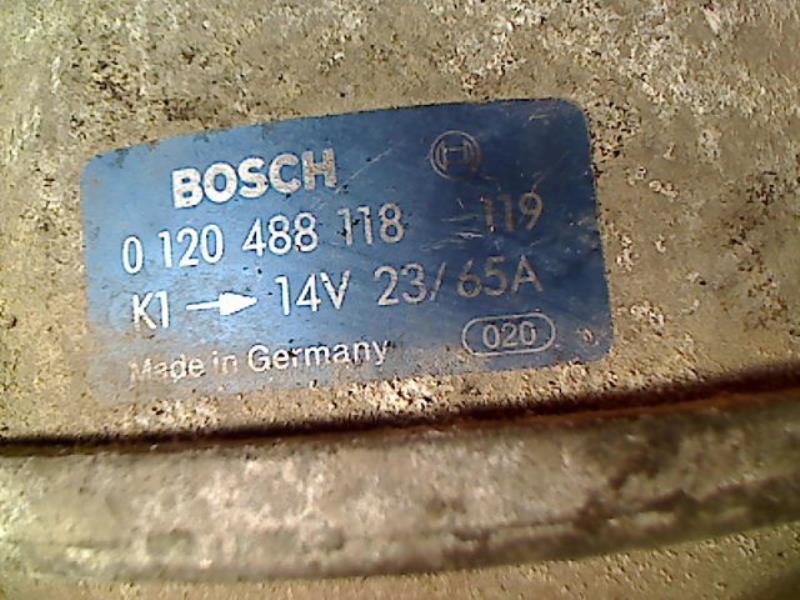 BOSCH
0 120 488 118 119
K1 → 14V 23/65A
Made in Germany 020